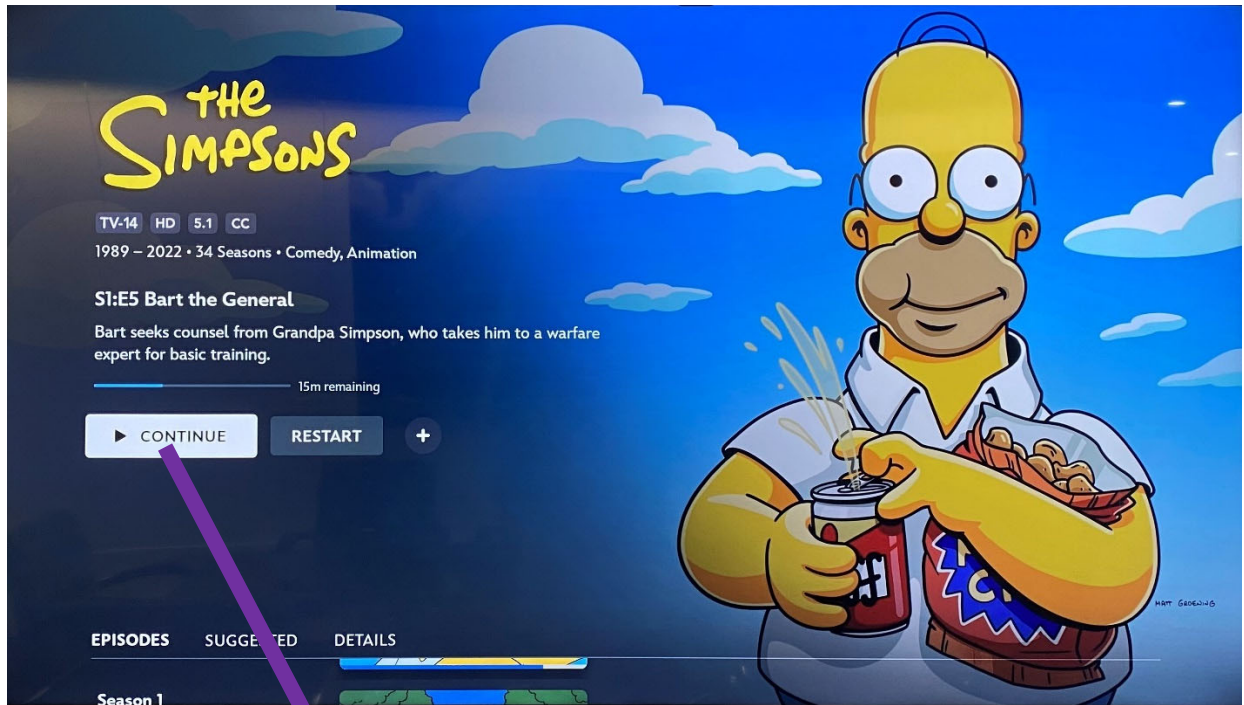 THE
SIMPSONS
TV-14 HD 5.1 CC
1989 – 2022 • 34 Seasons • Comedy, Animation
S1:E5 Bart the General
Bart seeks counsel from Grandpa Simpson, who takes him to a warfare
expert for basic training.
15m remaining
CONTINUE
RESTART
+
MATT GROENING
EPISODES
DETAILS
Season 1